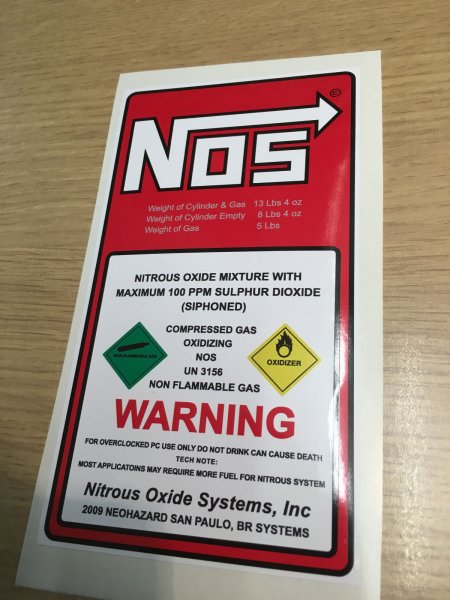 ©
NOS
Weight of Cylinder & Gas 13 Lbs 4 oz
Weight of Cylinder Empty 8 Lbs 4 oz
Weight of Gas 5 Lbs
NITROUS OXIDE MIXTURE WITH
MAXIMUM 100 PPM SULPHUR DIOXIDE
(SIPHONED)
COMPRESSED GAS
OXIDIZING
NOS
UN 3156
NON FLAMMABLE GAS
NON FLAMMABLE GAS
OXIDIZER
WARNING
FOR OVERCLOCKED PC USE ONLY DO NOT DRINK CAN CAUSE DEATH
TECH NOTE:
MOST APPLICATOINS MAY REQUIRE MORE FUEL FOR NITROUS SYSTEM
Nitrous Oxide Systems, Inc
2009 NEOHAZARD SAN PAULO, BR SYSTEMS